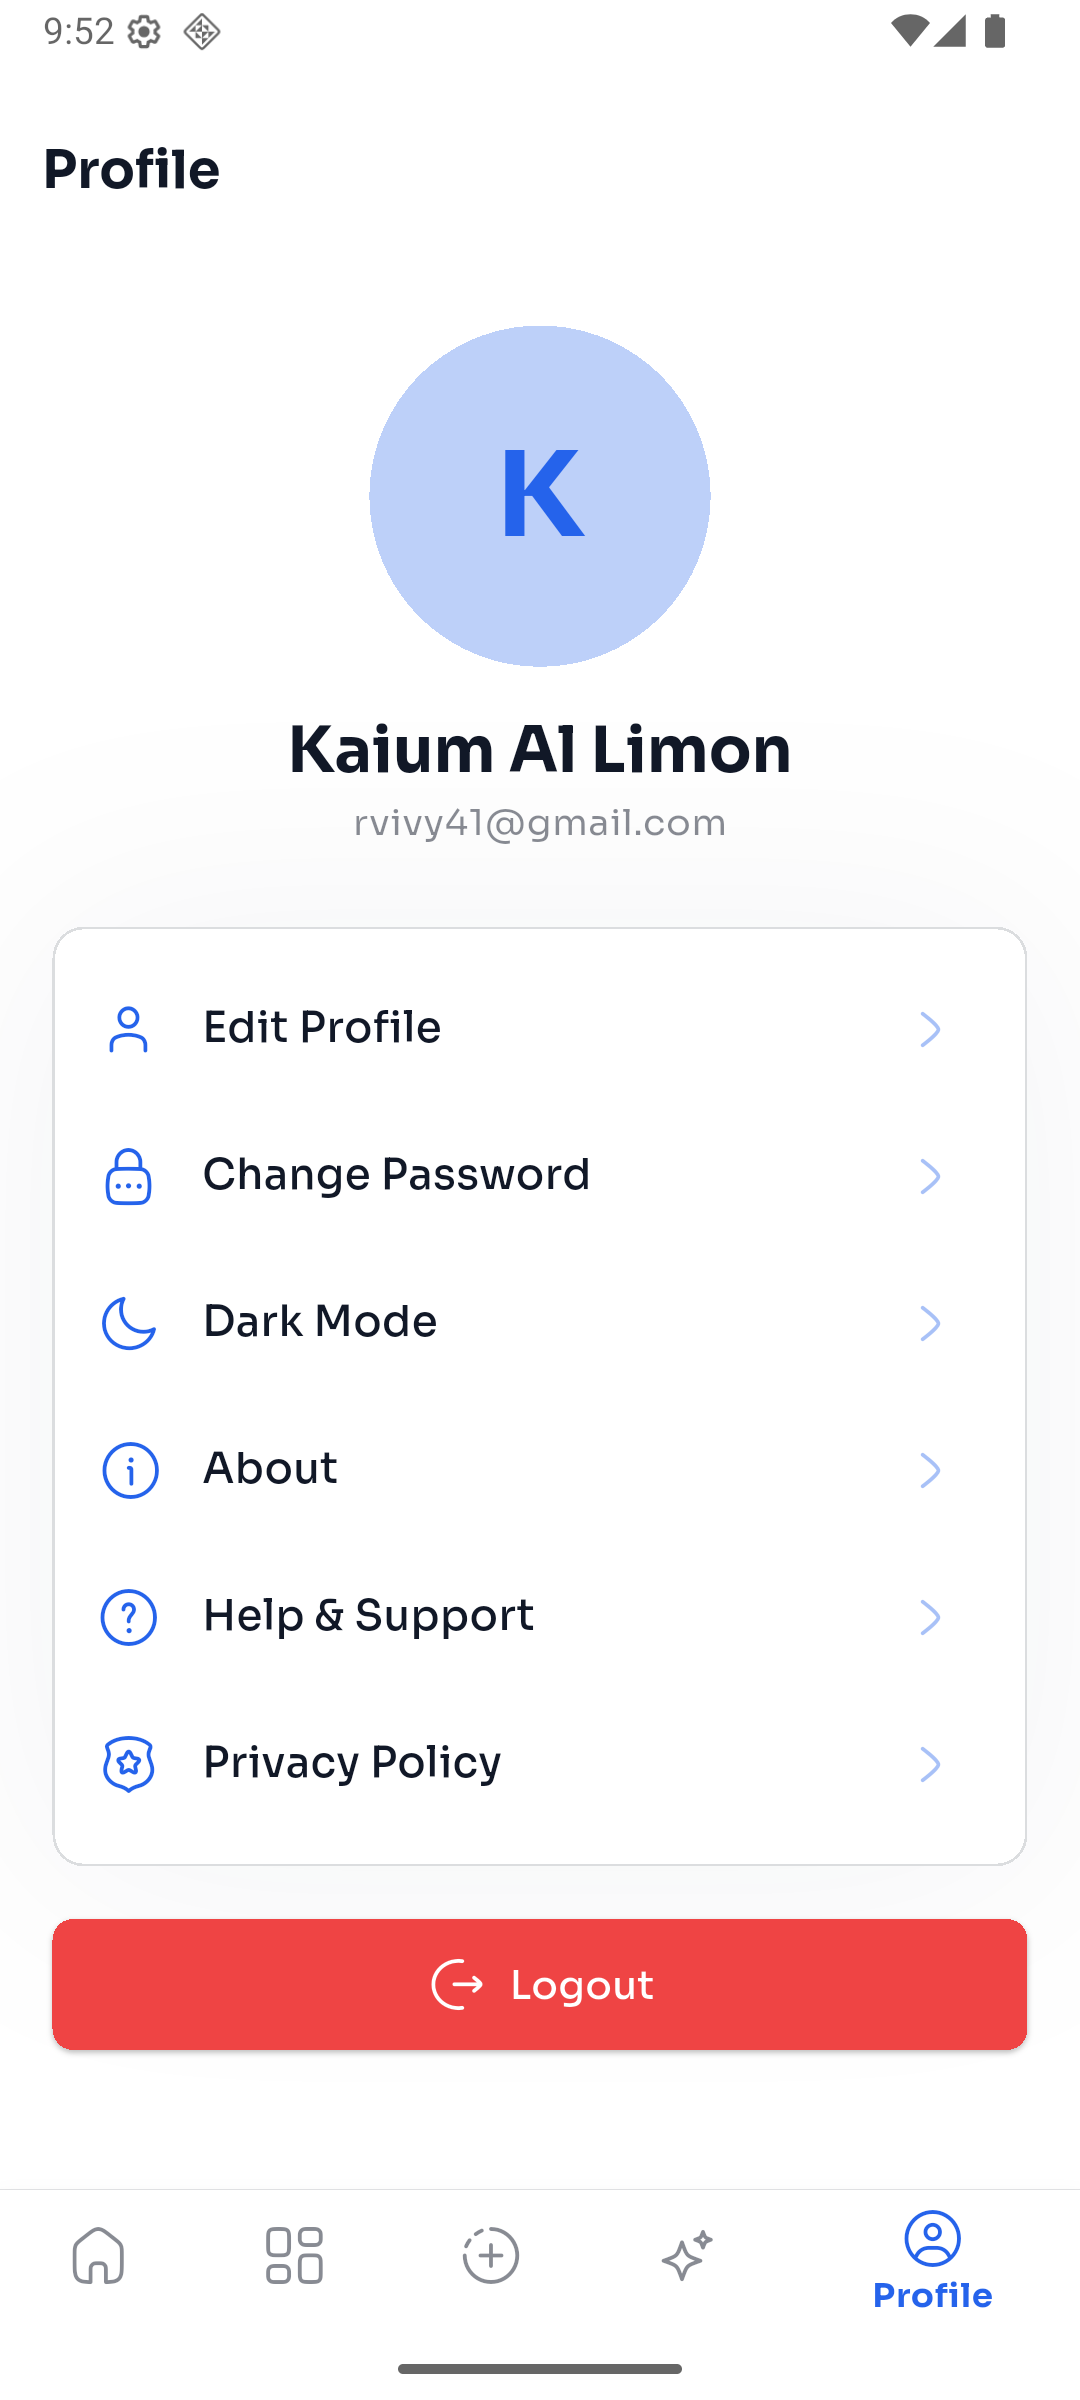 9:52
Profile
K
Kaium Al Limon
rvivy41@gmail.com
Edit Profile
Change Password
Dark Mode
About
Help & Support
Privacy Policy
Logout
Profile